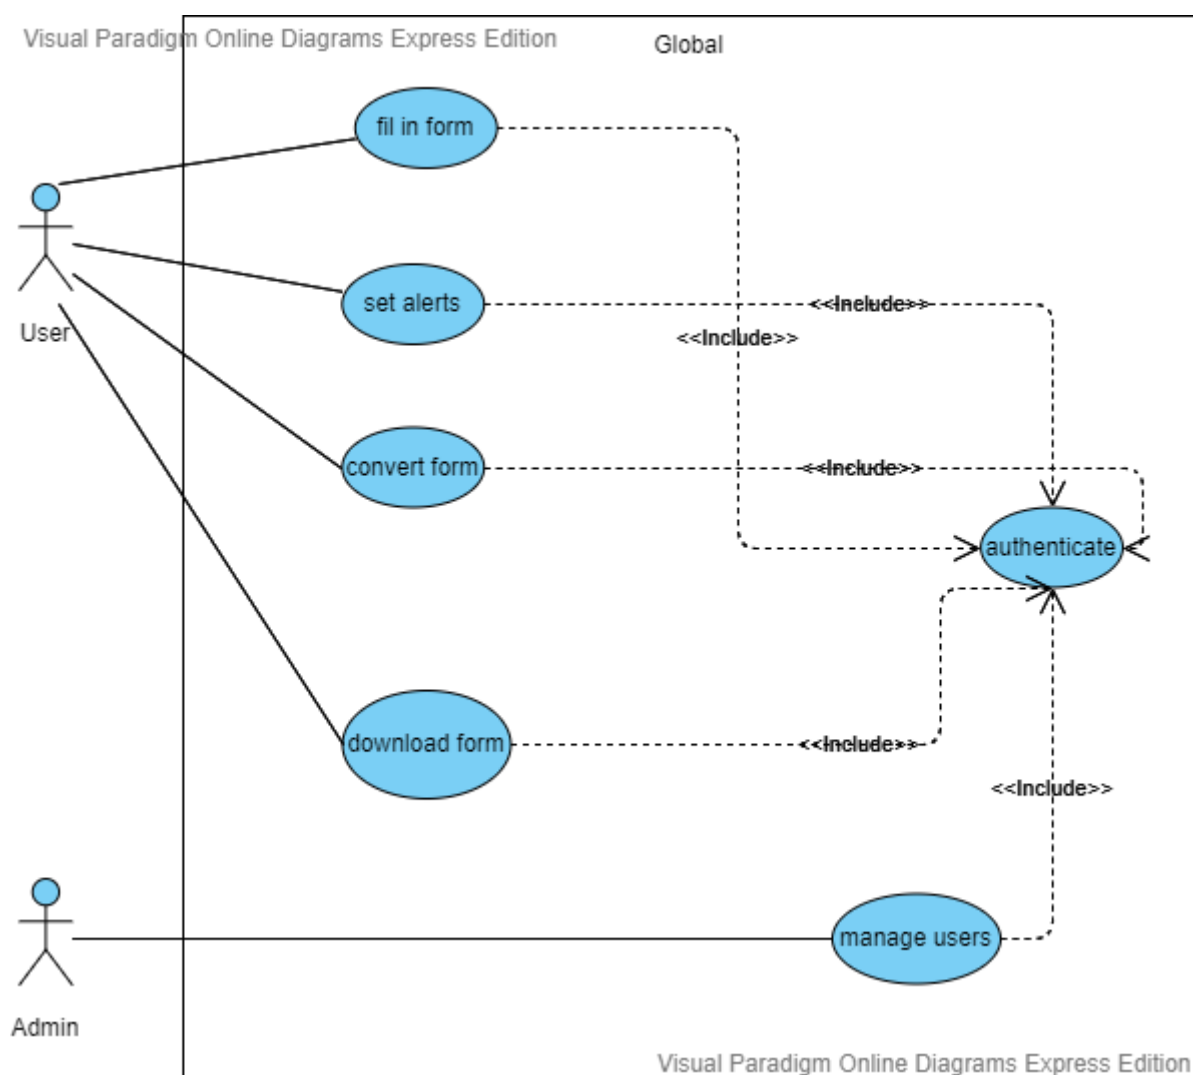 Visual Paradigm Online Diagrams Express Edition
Global
fil in form
set alerts
<<Include>>
User
<<Include>>
convert form
<<Include>>
authenticate
download form
<<Include>>
<<Include>>
manage users
Admin
Visual Paradigm Online Diagrams Express Edition